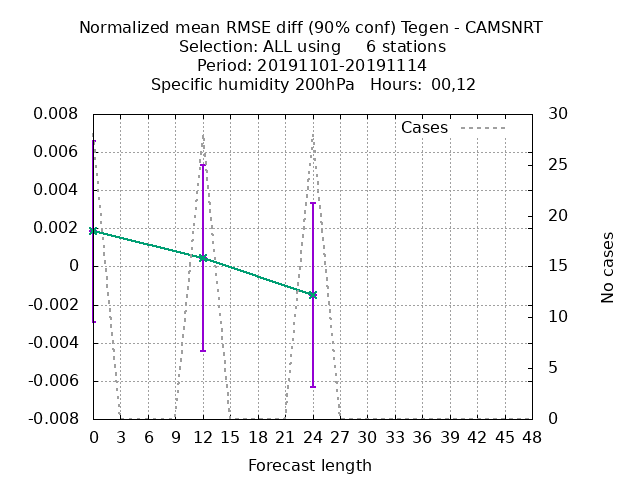 Normalized mean RMSE diff (90% conf) Tegen - CAMSNRT
Selection: ALL using     6 stations
Period: 20191101-20191114
Specific humidity 200hPa   Hours: 00,12
Cases
0.008
0.006
0.004
0.002
0
-0.002
-0.004
-0.006
-0.008
30
25
20
15
10
5
0
No cases
0 3 6 9 12 15 18 21 24 27 30 33 36 39 42 45 48
Forecast length